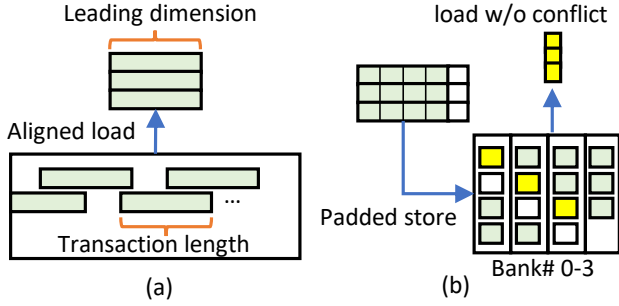 Leading dimension
Aligned load
...
Transaction length
(a)
load w/o conflict
Padded store
Bank# 0-3
(b)